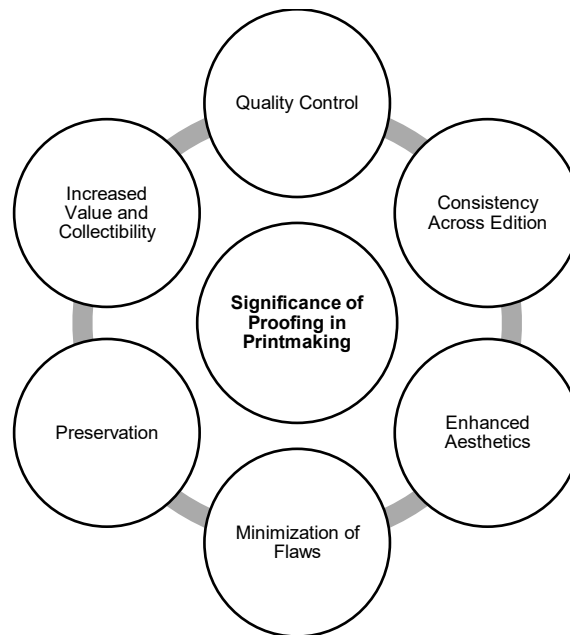 Quality Control
Consistency
Across Edition
Enhanced
Aesthetics
Minimization of
Flaws
Preservation
Increased
Value and
Collectibility
Significance of
Proofing in
Printmaking